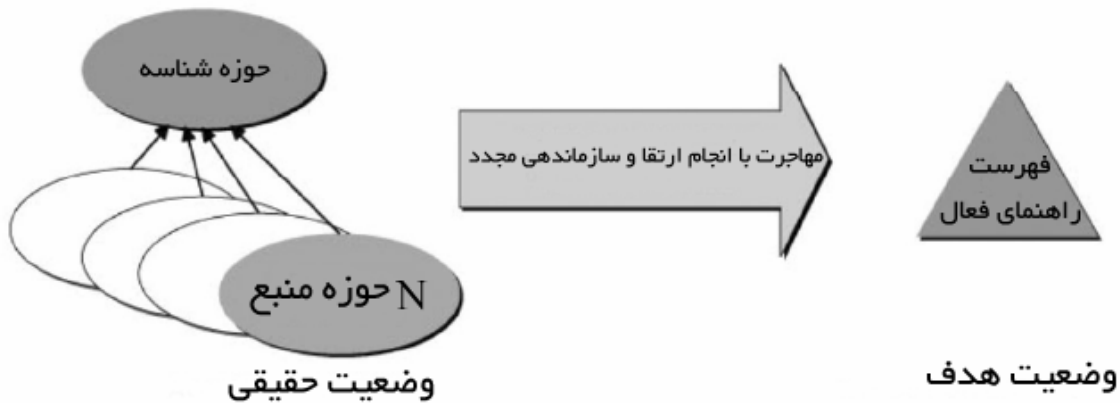 حوزه شناسه
مهاجرت با انجام ارتقا و سازماندهی مجدد
فهرست
راهنمای فعال
N حوزه منبع
وضعیت حقیقی
وضعیت هدف